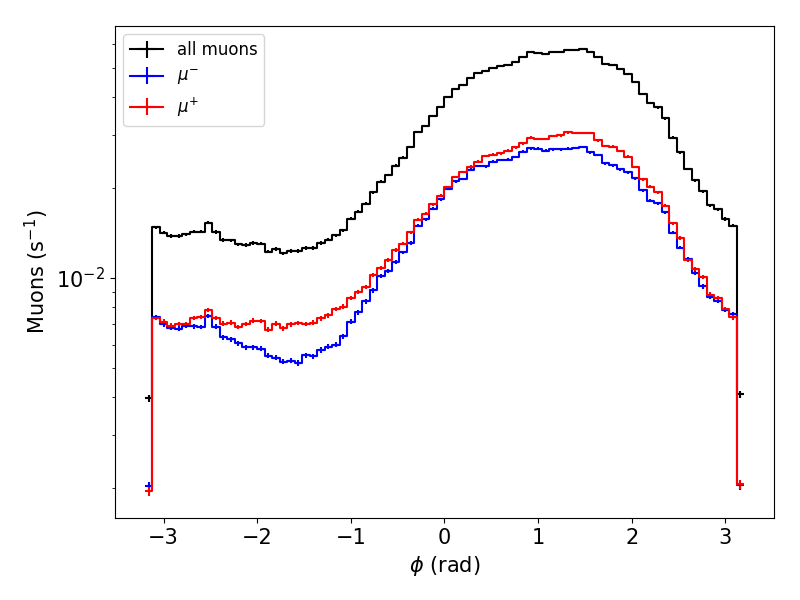 all muons
μ⁻
μ⁺
Muons (s⁻¹)
10⁻²
−3 −2 −1 0 1 2 3
ϕ (rad)